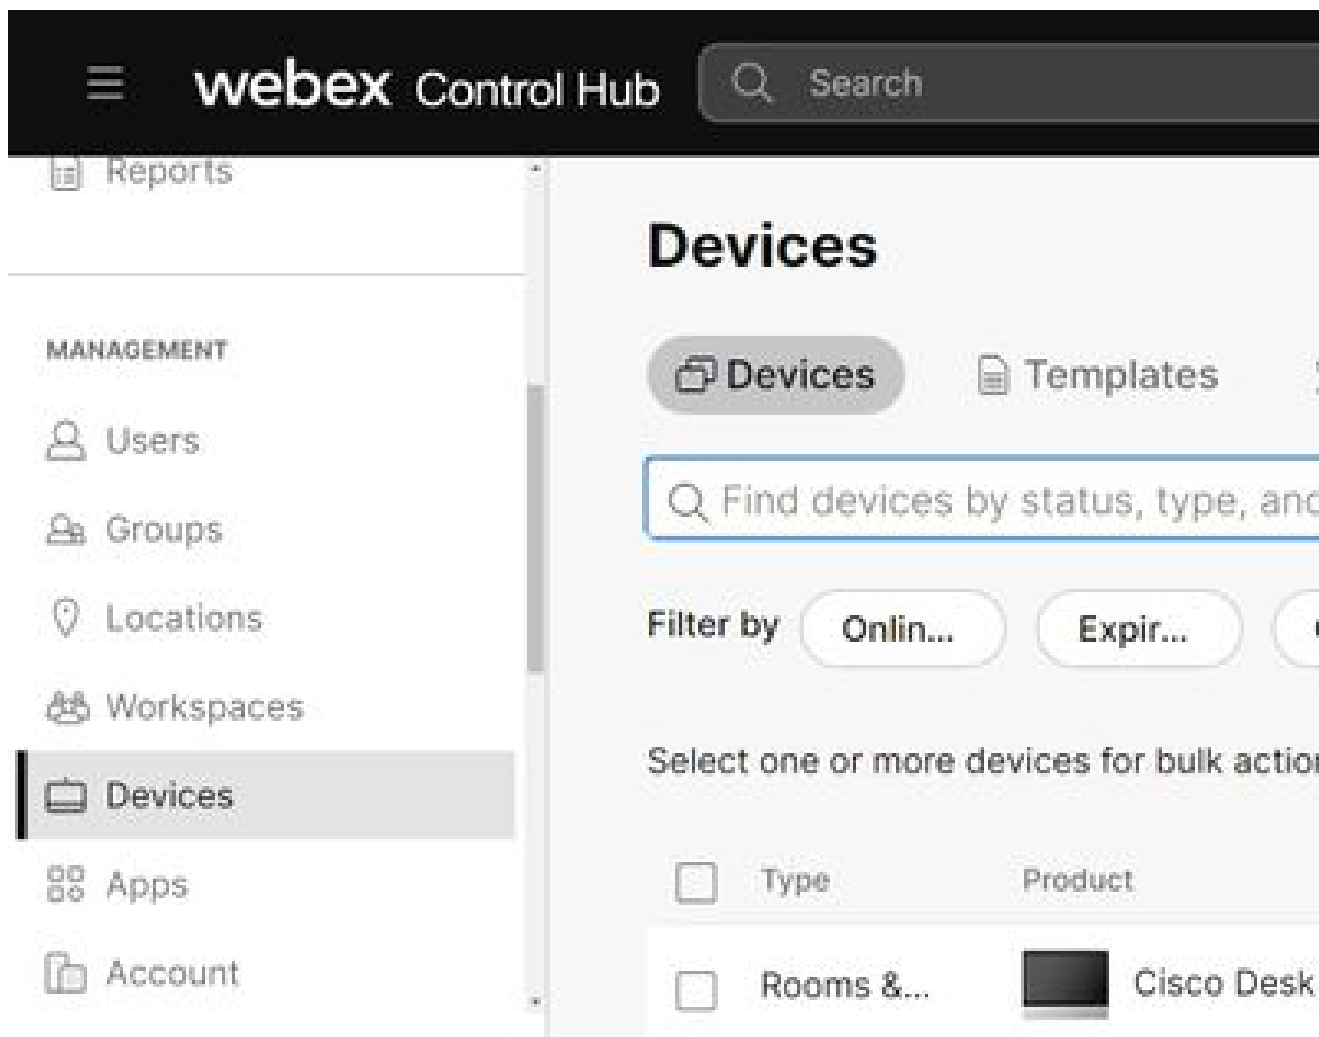 webex Control Hub
Search
Reports
MANAGEMENT
Users
Groups
Locations
Workspaces
Devices
Apps
Account
Devices
Devices
Templates
Find devices by status, type, and
Filter by
Onlin...
Expir...
Select one or more devices for bulk action
Type
Product
Rooms &...
Cisco Desk